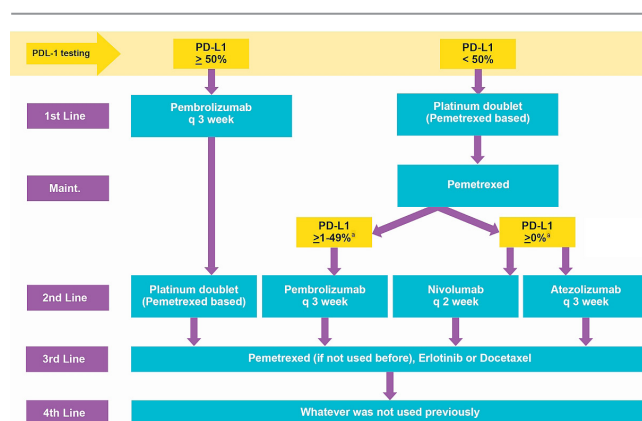 PDL-1 testing
PD-L1
≥ 50%
PD-L1
< 50%
1st Line
Pembrolizumab
q 3 week
Platinum doublet
(Pemetrexed based)
Maint.
Pemetrexed
PD-L1
≥1-49%ᵃ
PD-L1
≥0%ᵃ
2nd Line
Platinum doublet
(Pemetrexed based)
Pembrolizumab
q 3 week
Nivolumab
q 2 week
Atezolizumab
q 3 week
3rd Line
Pemetrexed (if not used before), Erlotinib or Docetaxel
4th Line
Whatever was not used previously